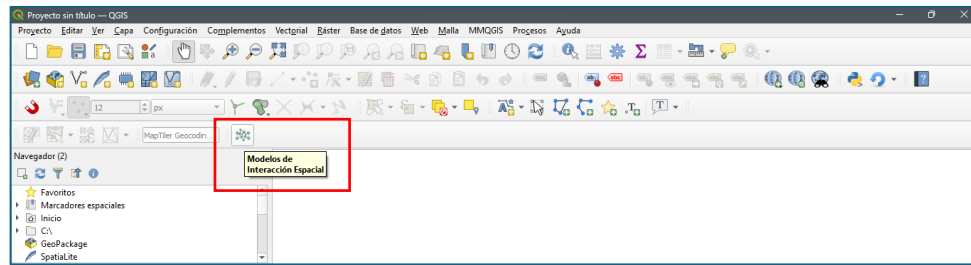 Proyecto sin título — QGIS
Proyecto Editar Ver Capa Configuración Complementos Vectorial Ráster Base de datos Web Malla MMQGIS Procesos Ayuda
12 px
MapTiler Geocodin...
Modelos de
Interacción Espacial
Navegador (2)
Favoritos
Marcadores espaciales
Inicio
C:\
GeoPackage
SpatiaLite